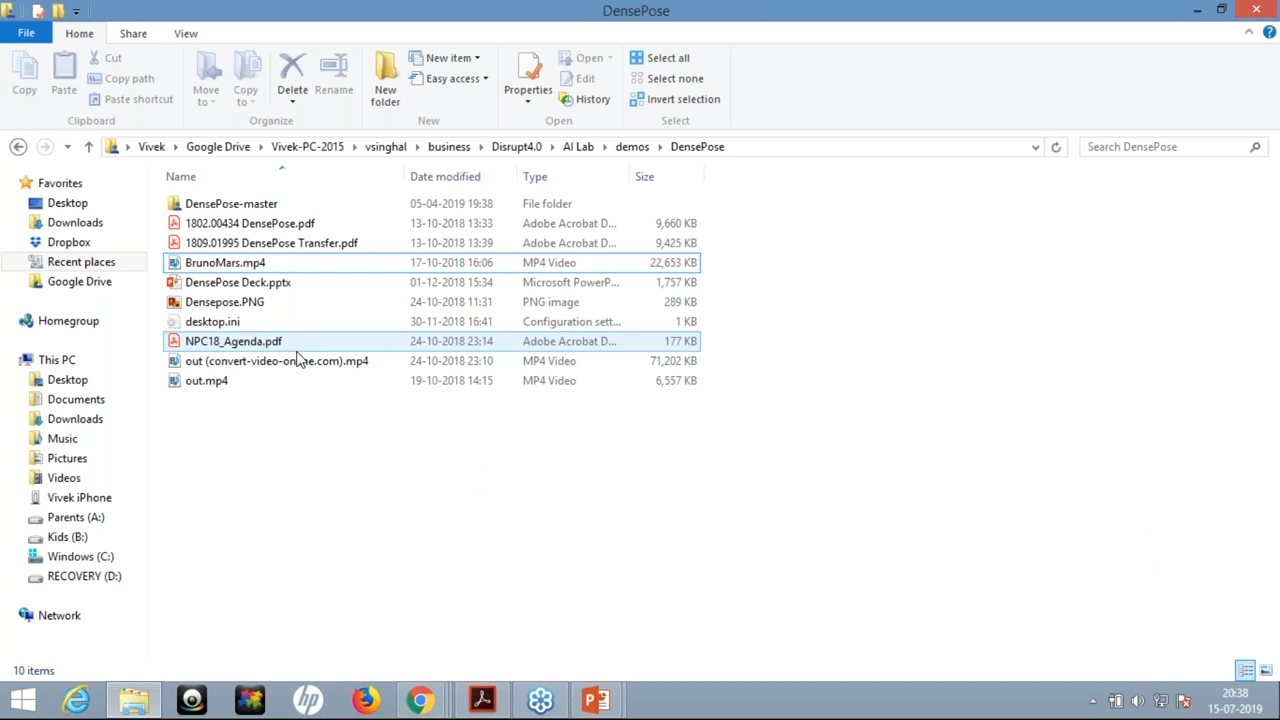 DensePose
File Home Share View
Copy Paste Cut Copy path Paste shortcut Move to Copy to Delete Rename New folder New item Easy access Properties Open Edit History Select all Select none Invert selection
Clipboard Organize New Open Select
Vivek Google Drive Vivek-PC-2015 vsinghal business Disrupt4.0 AI Lab demos DensePose Search DensePose
Name Date modified Type Size
DensePose-master 05-04-2019 19:38 File folder
1802.00434 DensePose.pdf 13-10-2018 13:33 Adobe Acrobat D... 9,660 KB
1809.01995 DensePose Transfer.pdf 13-10-2018 13:39 Adobe Acrobat D... 9,425 KB
BrunoMars.mp4 17-10-2018 16:06 MP4 Video 22,653 KB
DensePose Deck.pptx 01-12-2018 15:34 Microsoft PowerP... 1,757 KB
Densepose.PNG 24-10-2018 11:31 PNG image 289 KB
desktop.ini 30-11-2018 16:41 Configuration sett... 1 KB
NPC18_Agenda.pdf 24-10-2018 23:14 Adobe Acrobat D... 177 KB
out (convert-video-online.com).mp4 24-10-2018 23:10 MP4 Video 71,202 KB
out.mp4 19-10-2018 14:15 MP4 Video 6,557 KB
Favorites
Desktop
Downloads
Dropbox
Recent places
Google Drive
Homegroup
This PC
Desktop
Documents
Downloads
Music
Pictures
Videos
Vivek iPhone
Parents (A:)
Kids (B:)
Windows (C:)
RECOVERY (D:)
Network
10 items
hp
20:38
15-07-2019